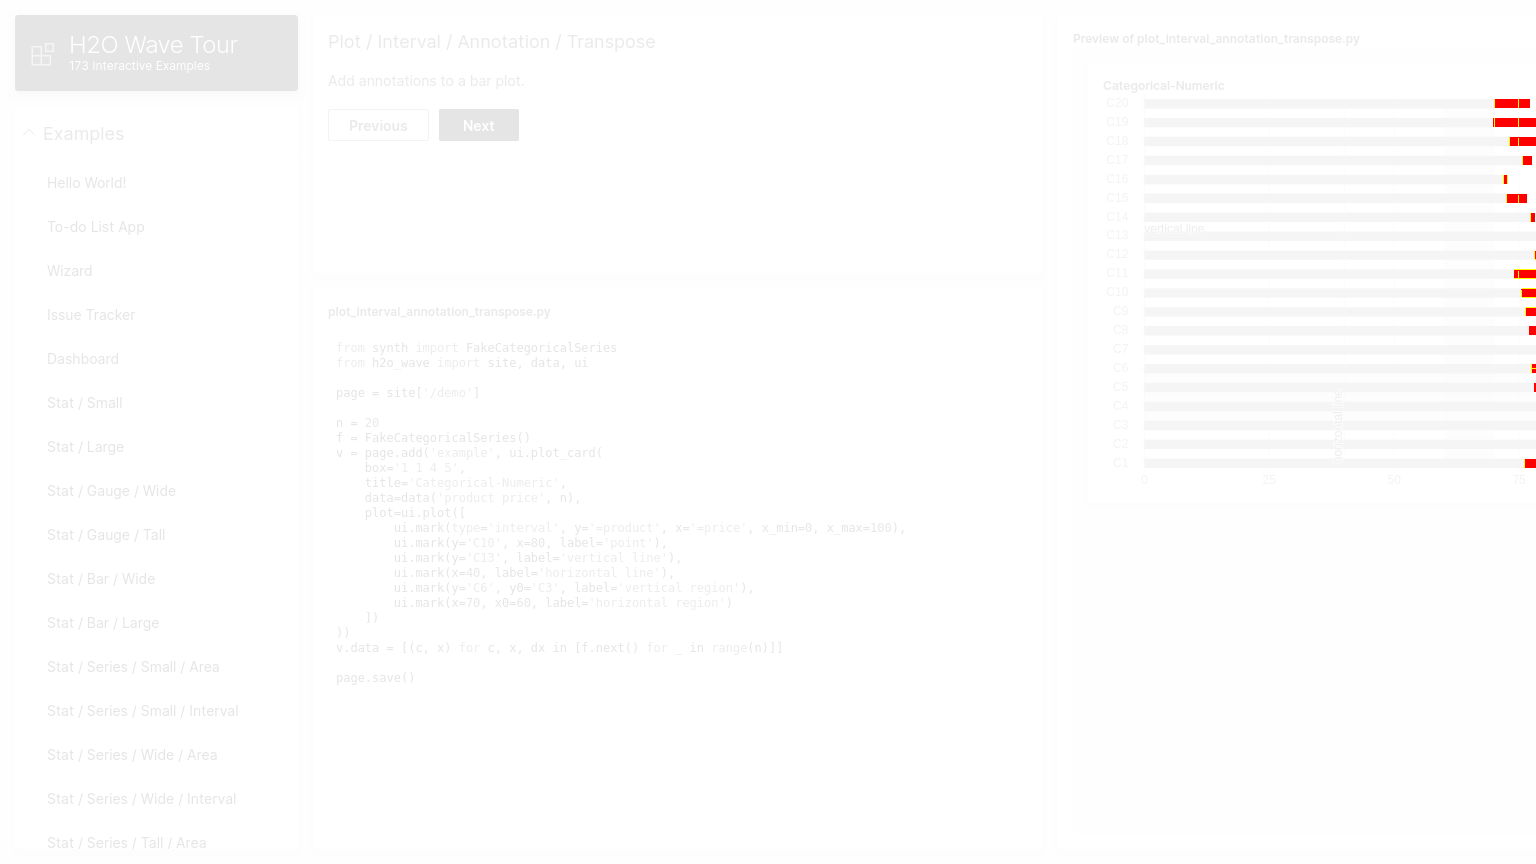 H2O Wave Tour
173 Interactive Examples
Examples
Hello World!
To-do List App
Wizard
Issue Tracker
Dashboard
Stat / Small
Stat / Large
Stat / Gauge / Wide
Stat / Gauge / Tall
Stat / Bar / Wide
Stat / Bar / Large
Stat / Series / Small / Area
Stat / Series / Small / Interval
Stat / Series / Wide / Area
Stat / Series / Wide / Interval
Stat / Series / Tall / Area
Plot / Interval / Annotation / Transpose
Add annotations to a bar plot.
Previous
Next
plot_interval_annotation_transpose.py
from synth import FakeCategoricalSeries
from h2o_wave import site, data, ui
page = site['/demo']
n = 20
f = FakeCategoricalSeries()
v = page.add('example', ui.plot_card(
    box='1 1 4 5',
    title='Categorical-Numeric',
    data=data('product price', n),
    plot=ui.plot([
        ui.mark(type='interval', y='=product', x='=price', x_min=0, x_max=100),
        ui.mark(y='C10', x=80, label='point'),
        ui.mark(y='C13', label='vertical line'),
        ui.mark(x=40, label='horizontal line'),
        ui.mark(y='C6', y0='C3', label='vertical region'),
        ui.mark(x=70, x0=60, label='horizontal region')
    ])
))
v.data = [(c, x) for c, x, dx in [f.next() for _ in range(n)]]
page.save()
Preview of plot_interval_annotation_transpose.py
Categorical-Numeric
C20
C19
C18
C17
C16
C15
C14
vertical line
C13
C12
C11
C10
C9
C8
C7
C6
C5
C4
C3
C2
C1
horizontal line
0
25
50
75